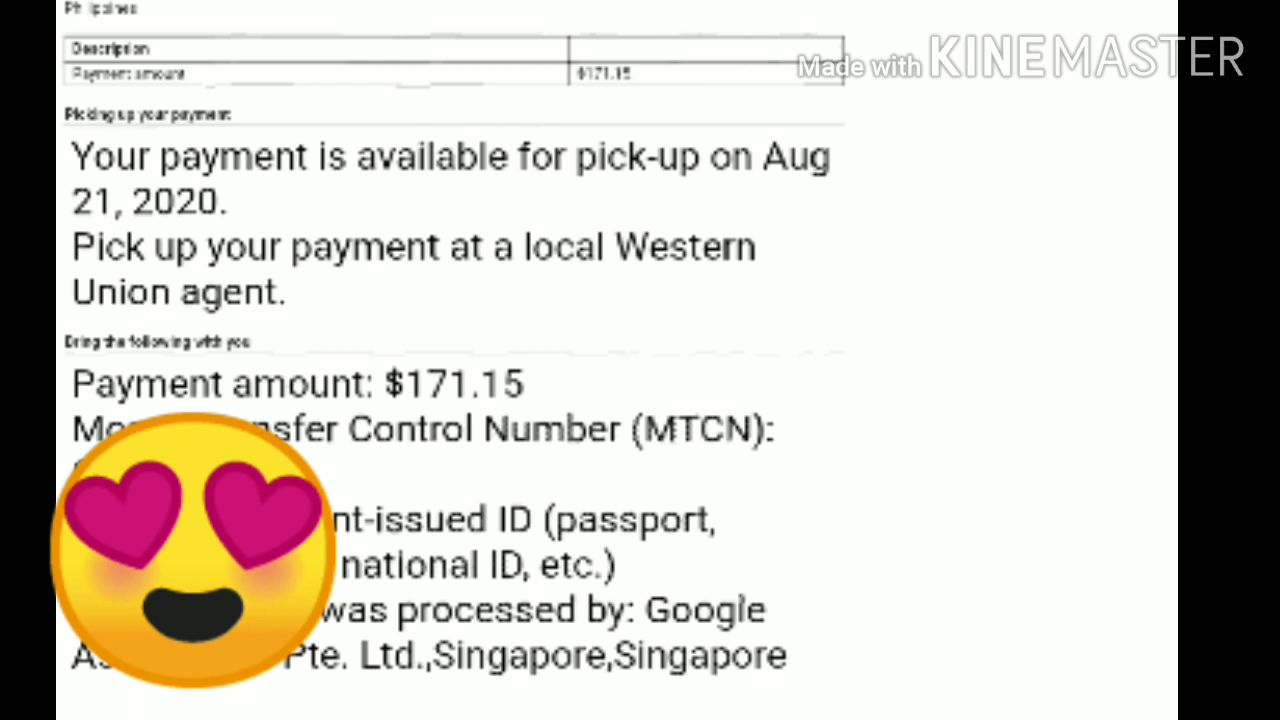 Philippines
Description
Payment amount $171.15
Made with KINEMASTER
Picking up your payment
Your payment is available for pick-up on Aug
21, 2020.
Pick up your payment at a local Western
Union agent.
Bring the following with you
Payment amount: $171.15
Control Number (MTCN):
ID (passport,
national ID, etc.)
was processed by: Google
Pte. Ltd.,Singapore,Singapore